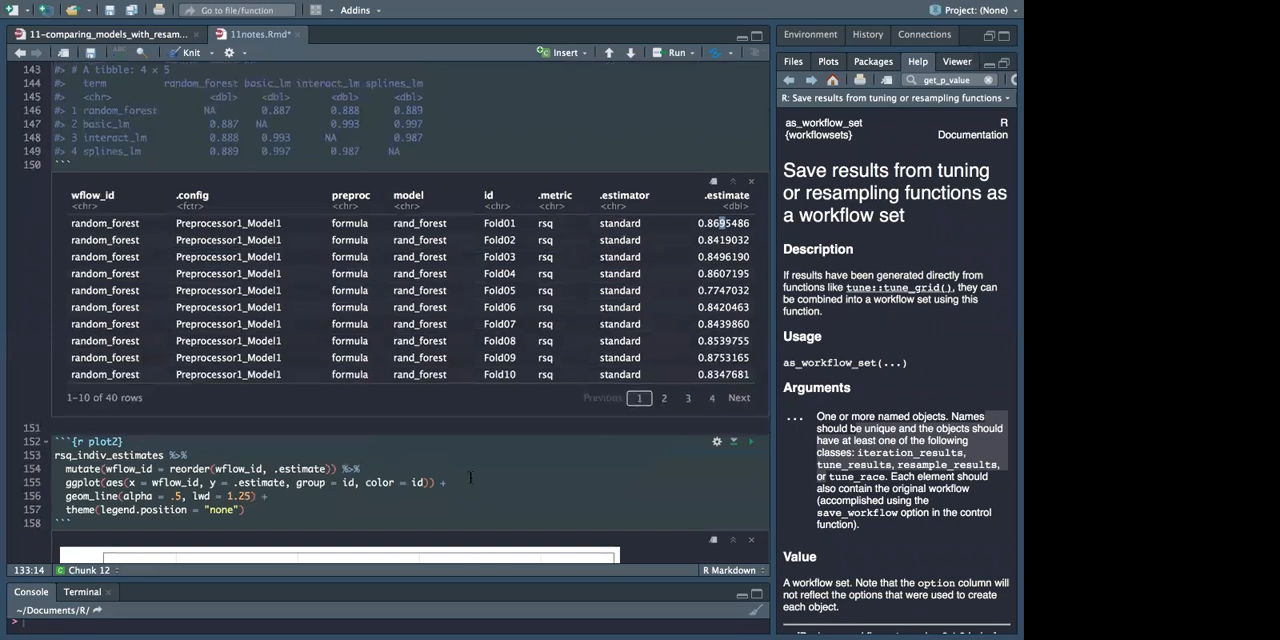 Go to file/function
Addins
Project: (None)
11-comparing_models_with_resam...
11notes.Rmd*
Knit
Insert
Run
143 #> # A tibble: 4 × 5
144 #> term random_forest basic_lm interact_lm splines_lm
145 #> <chr> <dbl> <dbl> <dbl> <dbl>
146 #> 1 random_forest NA 0.887 0.888 0.889
147 #> 2 basic_lm 0.887 NA 0.993 0.997
148 #> 3 interact_lm 0.888 0.993 NA 0.987
149 #> 4 splines_lm 0.889 0.997 0.987 NA
150 ```
wflow_id .config preproc model id .metric .estimator .estimate
<chr> <fctr> <chr> <chr> <chr> <chr> <chr> <dbl>
random_forest Preprocessor1_Model1 formula rand_forest Fold01 rsq standard 0.8695486
random_forest Preprocessor1_Model1 formula rand_forest Fold02 rsq standard 0.8419032
random_forest Preprocessor1_Model1 formula rand_forest Fold03 rsq standard 0.8496190
random_forest Preprocessor1_Model1 formula rand_forest Fold04 rsq standard 0.8607195
random_forest Preprocessor1_Model1 formula rand_forest Fold05 rsq standard 0.7747032
random_forest Preprocessor1_Model1 formula rand_forest Fold06 rsq standard 0.8420463
random_forest Preprocessor1_Model1 formula rand_forest Fold07 rsq standard 0.8439860
random_forest Preprocessor1_Model1 formula rand_forest Fold08 rsq standard 0.8539755
random_forest Preprocessor1_Model1 formula rand_forest Fold09 rsq standard 0.8753165
random_forest Preprocessor1_Model1 formula rand_forest Fold10 rsq standard 0.8347681
1-10 of 40 rows Previous 1 2 3 4 Next
151
152 ```{r plot2}
153 rsq_indiv_estimates %>%
154 mutate(wflow_id = reorder(wflow_id, .estimate)) %>%
155 ggplot(aes(x = wflow_id, y = .estimate, group = id, color = id)) +
156 geom_line(alpha = .5, lwd = 1.25) +
157 theme(legend.position = "none")
158 ```
133:14 Chunk 12 R Markdown
Console Terminal
~/Documents/R/
>
Environment History Connections
Files Plots Packages Help Viewer
get_p_value
R: Save results from tuning or resampling functions
as_workflow_set R
{workflowsets} Documentation
Save results from tuning
or resampling functions as
a workflow set
Description
If results have been generated directly from
functions like tune::tune_grid(), they can
be combined into a workflow set using this
function.
Usage
as_workflow_set(...)
Arguments
... One or more named objects. Names
should be unique and the objects should
have at least one of the following
classes: iteration_results,
tune_results, resample_results,
or tune_race. Each element should
also contain the original workflow
(accomplished using the
save_workflow option in the control
function).
Value
A workflow set. Note that the option column will
not reflect the options that were used to create
each object.